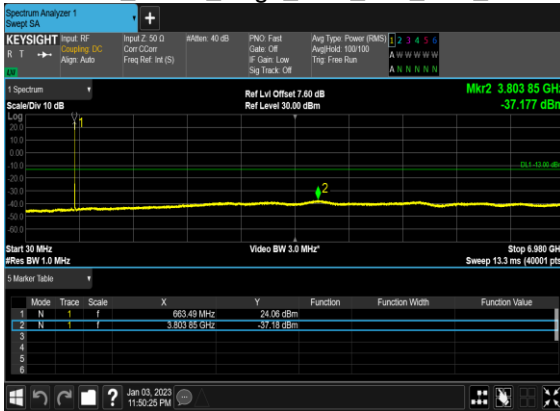 Spectrum Analyzer 1
Swept SA
KEYSIGHT Input: RF Input Z: 50 Ω #Atten: 40 dB PNO: Fast Avg Type: Power (RMS) 1 2 3 4 5 6
R T Coupling: DC Corr CCorr Gate: Off Avg|Hold: 100/100 A W W W W W
Align: Auto Freq Ref: Int (S) IF Gain: Low Trig: Free Run
Sig Track: Off A N N N N N
1 Spectrum Ref Lvl Offset 7.60 dB Mkr2 3.803 85 GHz
Scale/Div 10 dB Ref Level 30.00 dBm -37.177 dBm
Log
20.0 1
10.0
0.00
-10.0 DL1 -13.00 dBm
-20.0
-30.0 2
-40.0
-50.0
-60.0
Start 30 MHz Video BW 3.0 MHz* Stop 6.980 GHz
#Res BW 1.0 MHz Sweep 13.3 ms (40001 pts)
5 Marker Table
Mode Trace Scale X Y Function Function Width Function Value
1 N 1 f 663.49 MHz 24.06 dBm
2 N 1 f 3.803 85 GHz -37.18 dBm
3
4
5
6
Jan 03, 2023
11:50:25 PM